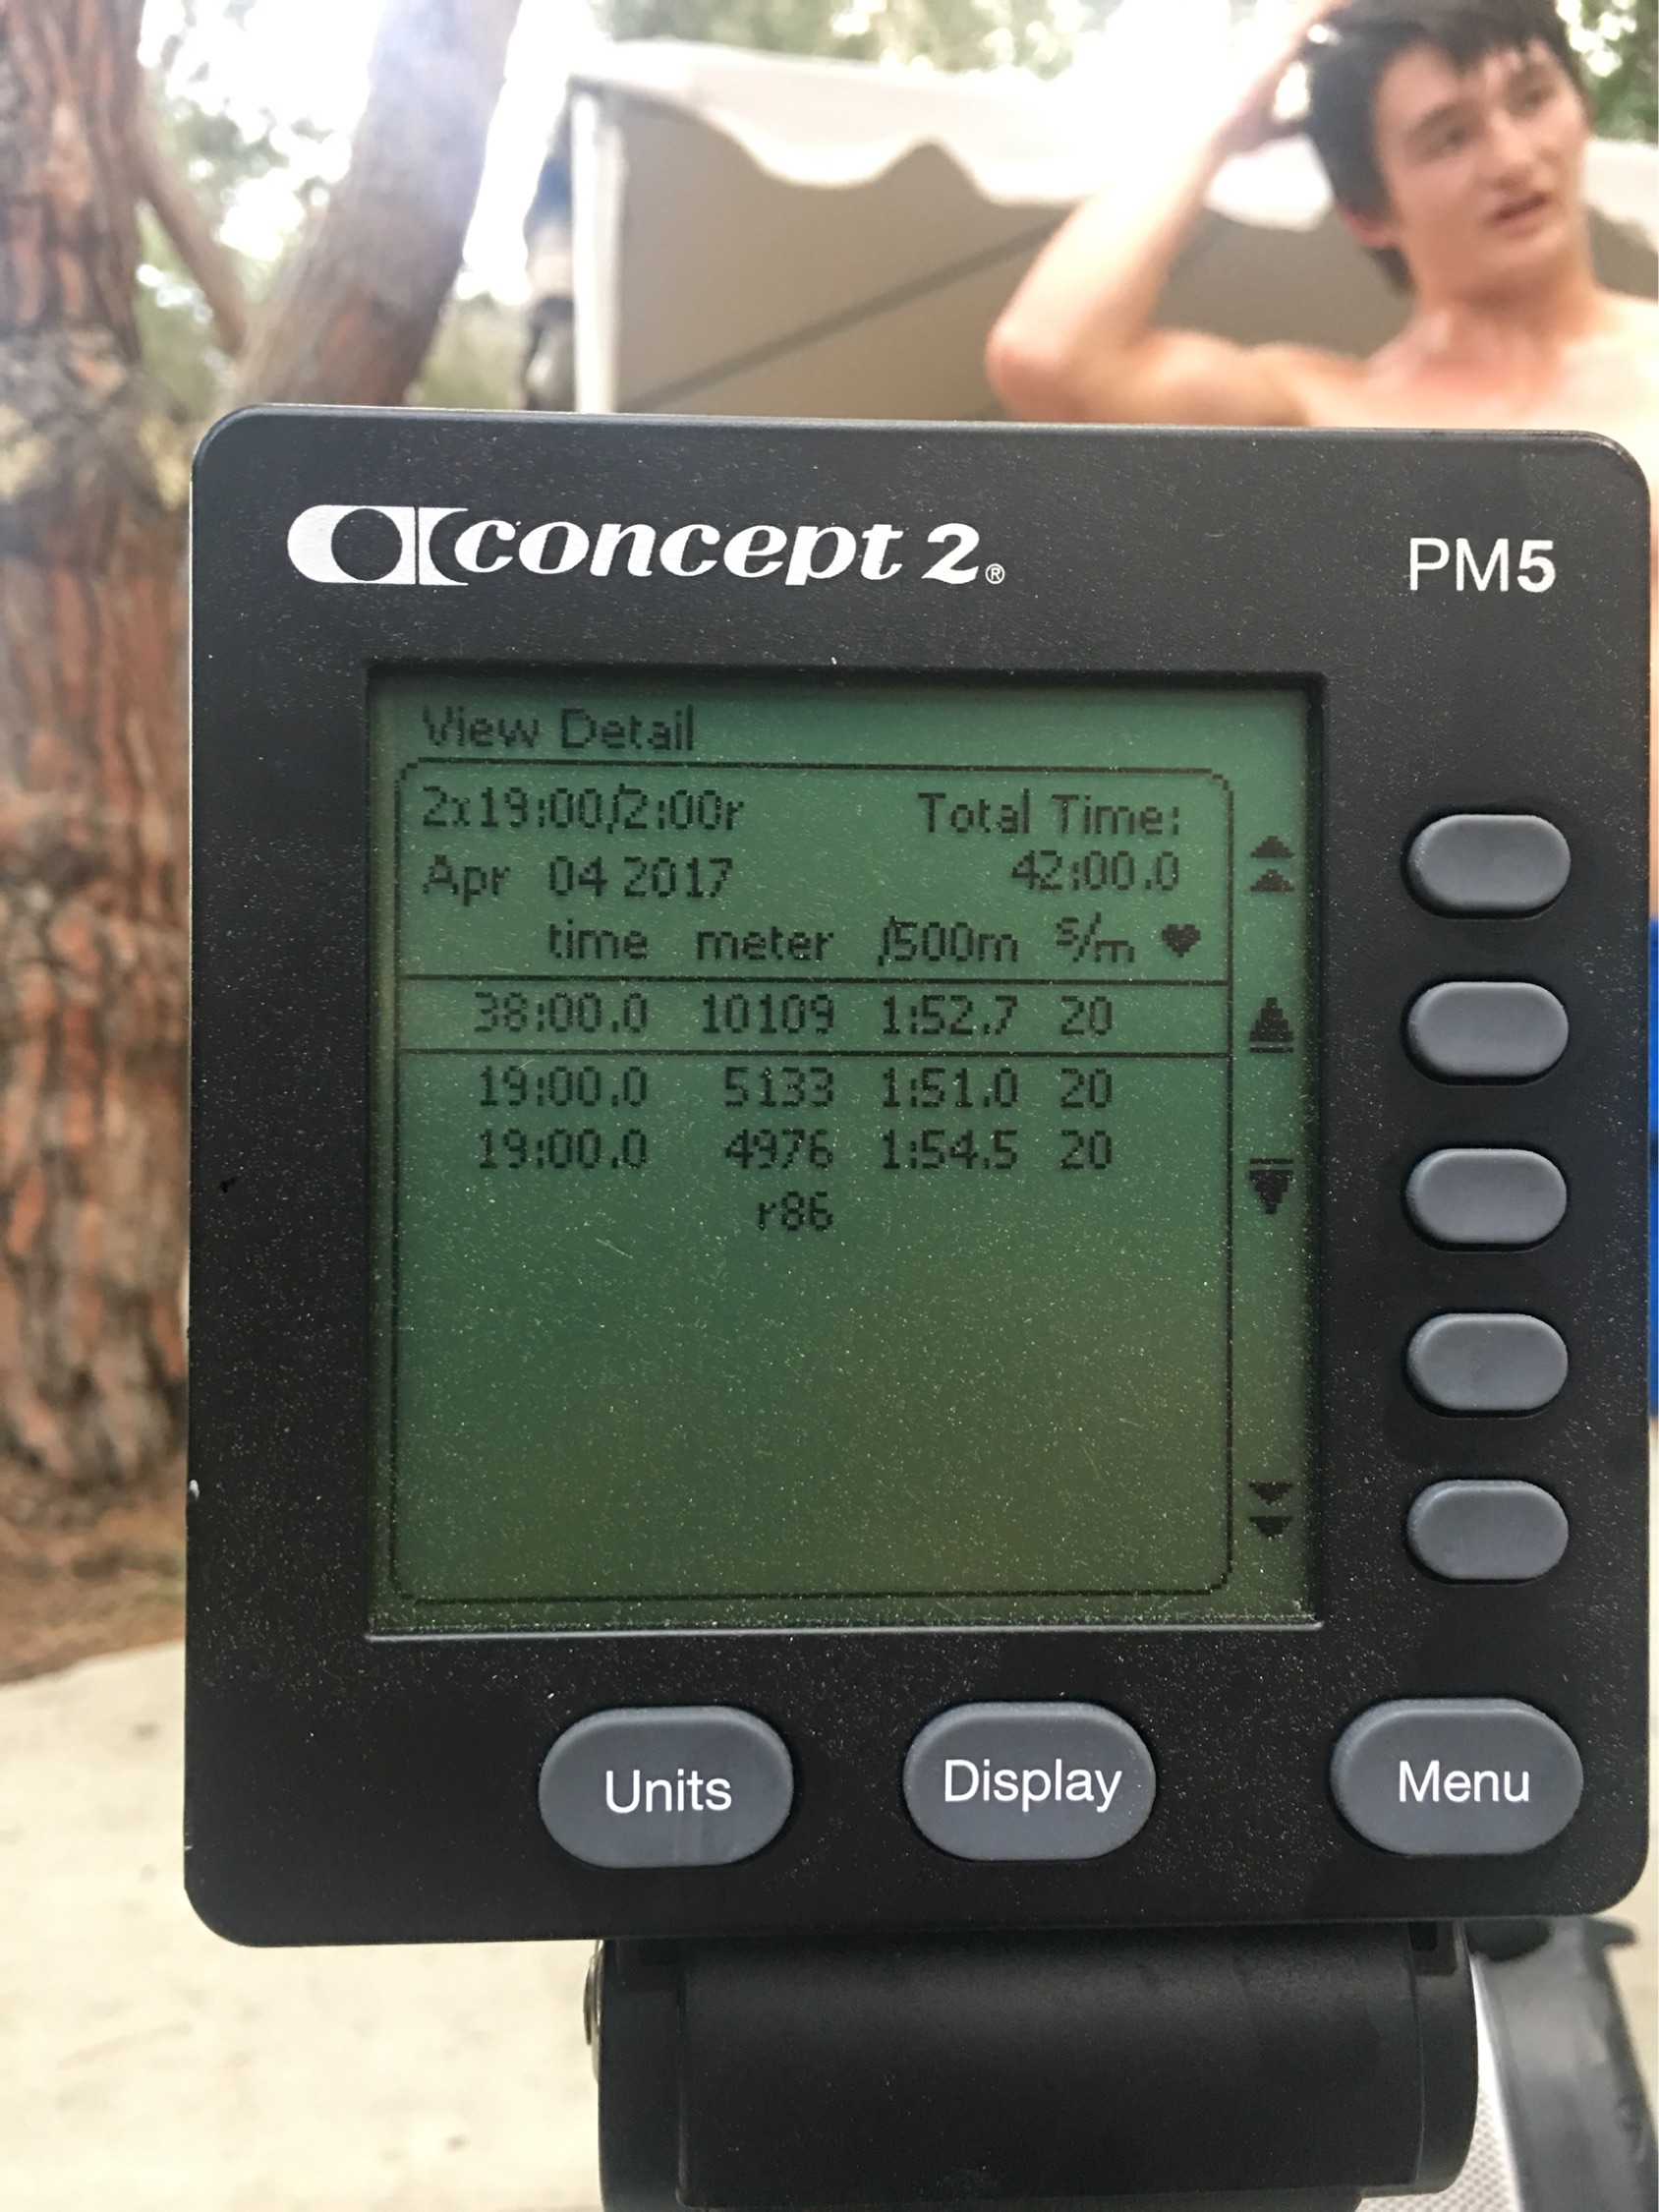 concept 2® PM5
View Detail
2x19:00/2:00r Total Time:
Apr 04 2017 42:00.0
time meter /500m s/m ♥
38:00.0 10109 1:52.7 20
19:00.0 5133 1:51.0 20
19:00.0 4976 1:54.5 20
r86
Units Display Menu